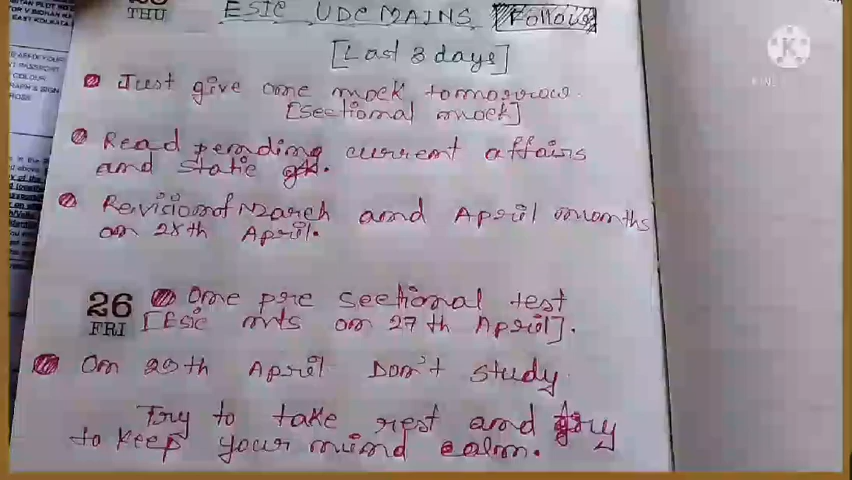 THU
ESIC UDC MAINS Follow
[Last 3 days]
Just give one mock tomorrow.
[sectional mock]
Read pending current affairs
and static gk.
Revision of March and April months
on 28th April.
26
FRI
One pre sectional test
[Esic mts on 27th April].
On 29th April Don't study
Try to take rest and try
to keep your mind calm.
K
KIN
EAST KOLKATA